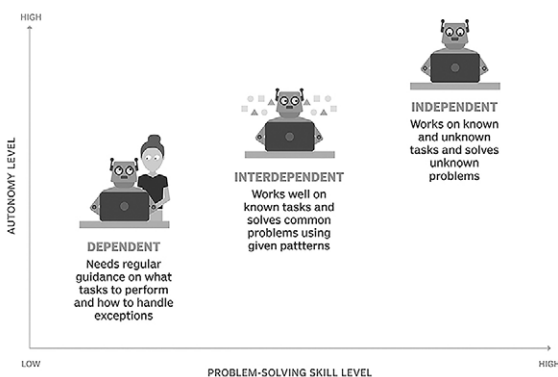 HIGH
AUTONOMY LEVEL
INDEPENDENT
Works on known
and unknown
tasks and solves
unknown
problems
INTERDEPENDENT
Works well on
known tasks and
solves common
problems using
given pattterns
DEPENDENT
Needs regular
guidance on what
tasks to perform
and how to handle
exceptions
LOW
PROBLEM-SOLVING SKILL LEVEL
HIGH